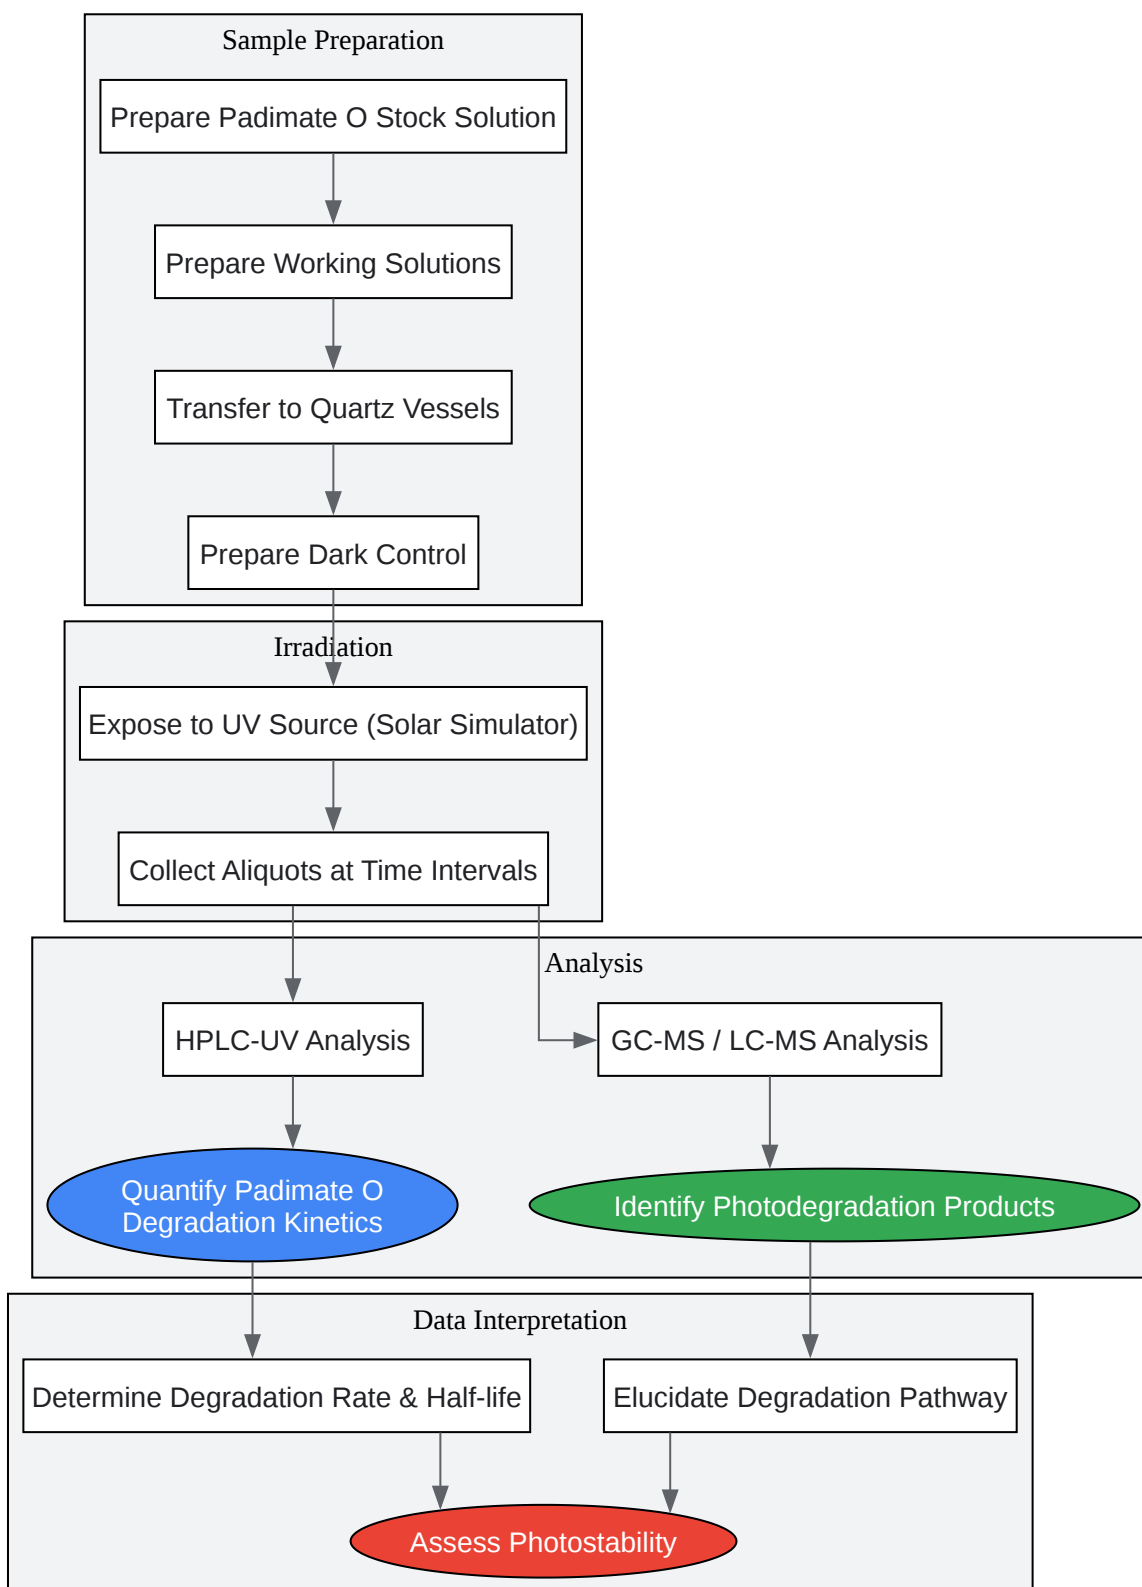 Sample Preparation
Prepare Padimate O Stock Solution
Prepare Working Solutions
Transfer to Quartz Vessels
Prepare Dark Control
Irradiation
Expose to UV Source (Solar Simulator)
Collect Aliquots at Time Intervals
Analysis
HPLC-UV Analysis
GC-MS / LC-MS Analysis
Quantify Padimate O
Degradation Kinetics
Identify Photodegradation Products
Data Interpretation
Determine Degradation Rate & Half-life
Elucidate Degradation Pathway
Assess Photostability